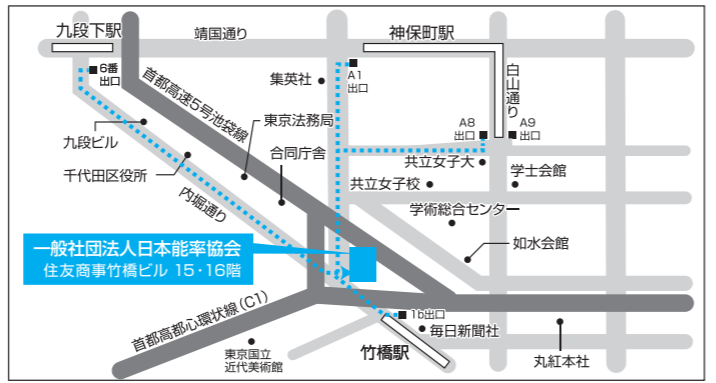 九段下駅
靖国通り
神保町駅
6番
出口
首都高速5号池袋線
集英社
A1
出口
白山通り
A8
出口
A9
出口
九段ビル
東京法務局
千代田区役所
合同庁舎
共立女子大
共立女子校
学士会館
内堀通り
学術総合センター
如水会館
一般社団法人日本能率協会
住友商事竹橋ビル 15・16階
首都高都心環状線(C1)
16出口
毎日新聞社
東京国立
近代美術館
竹橋駅
丸紅本社